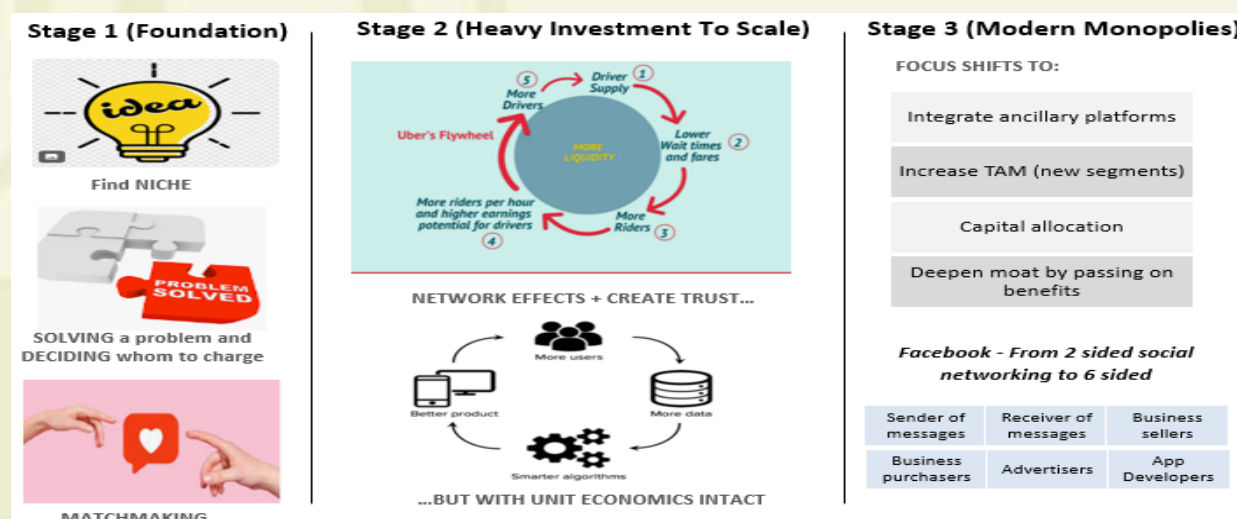 Stage 1 (Foundation)
idea
Find NICHE
PROBLEM
SOLVED
SOLVING a problem and
DECIDING whom to charge
MATCHMAKING
Stage 2 (Heavy Investment To Scale)
Uber's Flywheel
MORE
LIQUIDITY
Driver
Supply
1
Lower
Wait times
and fares
2
More
Riders
3
More riders per hour
and higher earnings
potential for drivers
4
5
More
Drivers
NETWORK EFFECTS + CREATE TRUST...
More users
More data
Smarter algorithms
Better product
...BUT WITH UNIT ECONOMICS INTACT
Stage 3 (Modern Monopolies)
FOCUS SHIFTS TO:
Integrate ancillary platforms
Increase TAM (new segments)
Capital allocation
Deepen moat by passing on
benefits
Facebook - From 2 sided social
networking to 6 sided
Sender of
messages
Receiver of
messages
Business
sellers
Business
purchasers
Advertisers
App
Developers